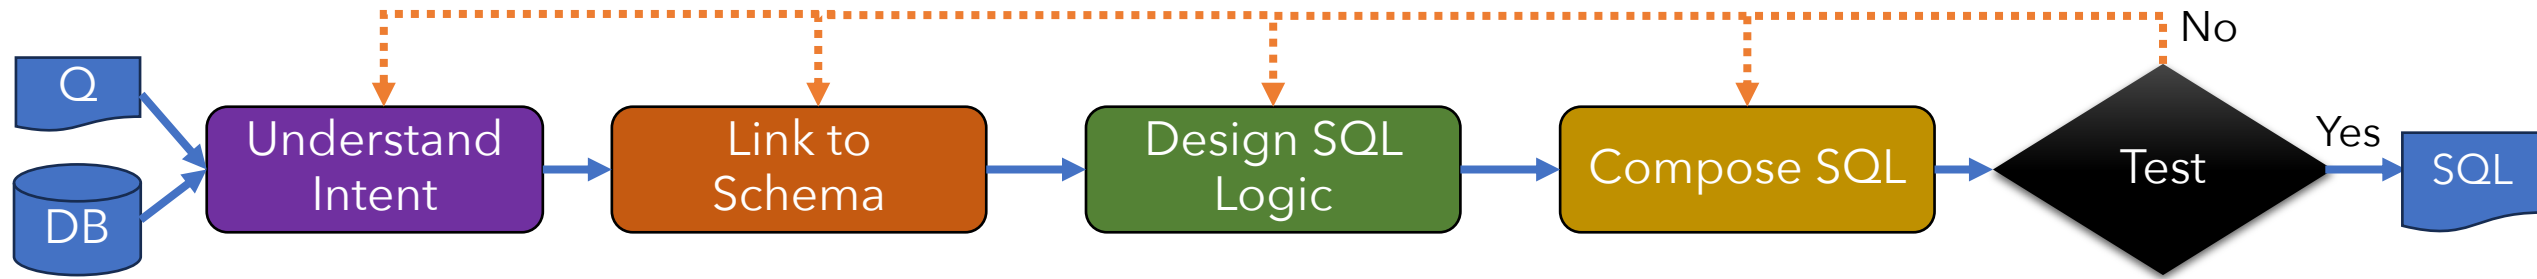 Q
DB
Understand
Intent
Link to
Schema
Design SQL
Logic
Compose SQL
Test
No
Yes
SQL